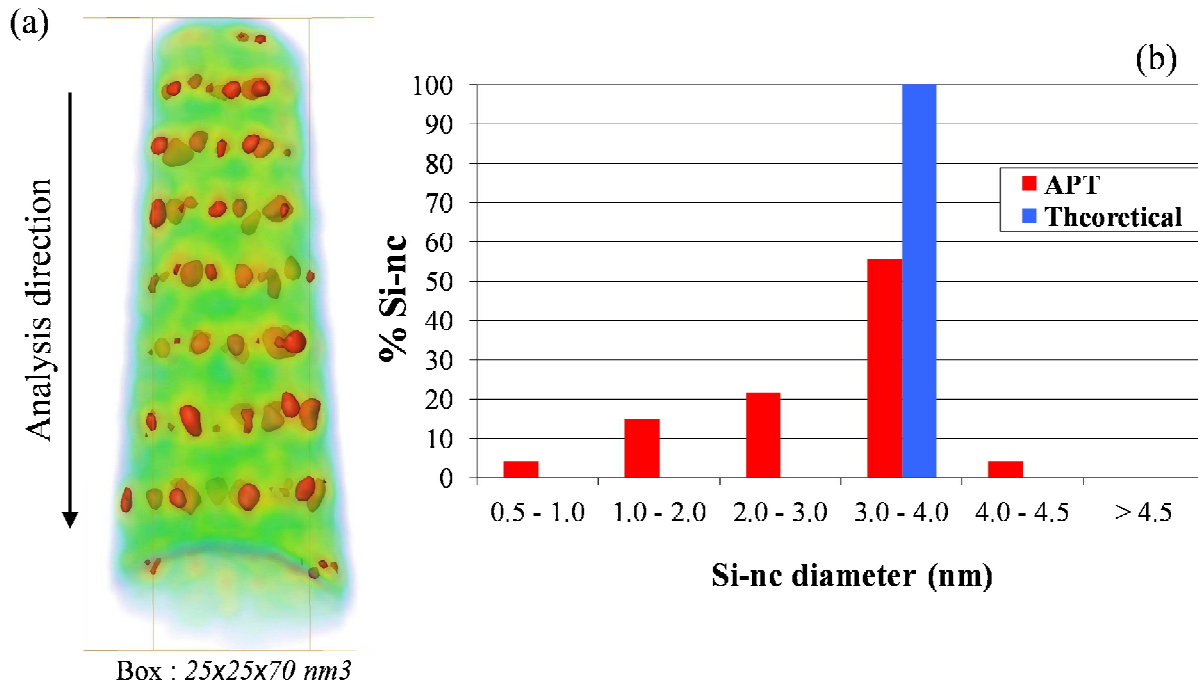 (a)
Analysis direction
Box : 25x25x70 nm3
(b)
% Si-nc
100
90
80
70
60
50
40
30
20
10
0
APT
Theoretical
0.5 - 1.0 1.0 - 2.0 2.0 - 3.0 3.0 - 4.0 4.0 - 4.5 > 4.5
Si-nc diameter (nm)